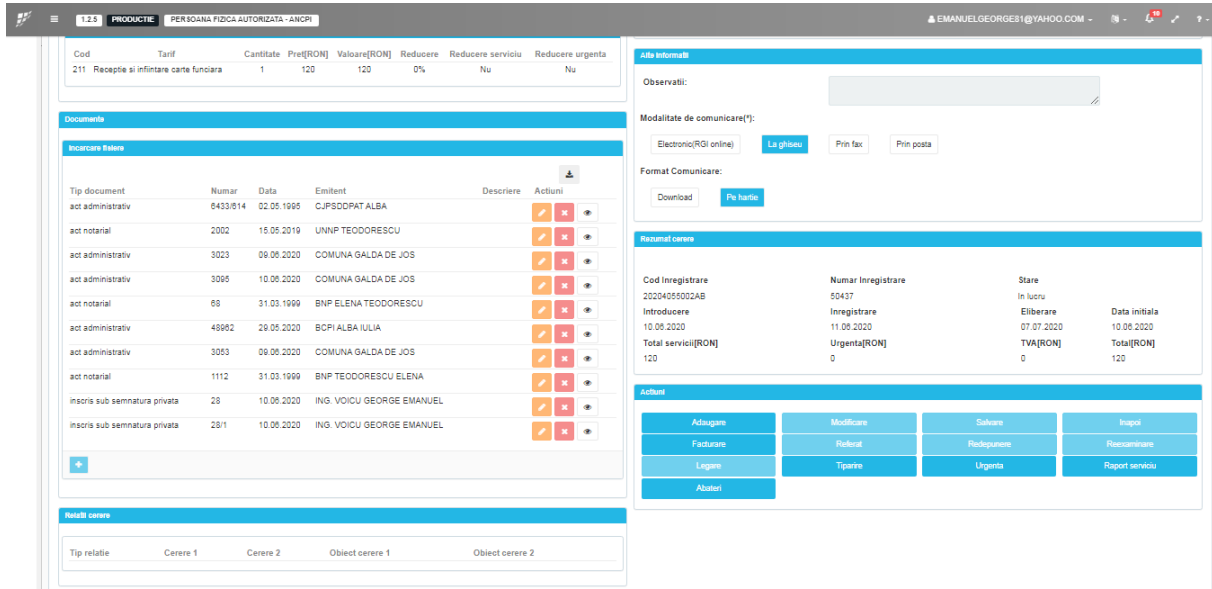 1.2.5 PRODUCTIE PERSOANA FIZICA AUTORIZATA - ANCPI EMANUELGEORGE81@YAHOO.COM 18 ?
Cod Tarif Cantitate Pret[RON] Valoare[RON] Reducere Reducere serviciu Reducere urgenta
211 Receptie si infiintare carte funciara 1 120 120 0% Nu Nu
Documente
Incarcare fisiere
Tip document Numar Data Emitent Descriere Actiuni
act administrativ 6433/614 02.05.1995 CJPSDDPAT ALBA
act notarial 2002 15.05.2019 UNNP TEODORESCU
act administrativ 3023 09.06.2020 COMUNA GALDA DE JOS
act administrativ 3095 10.06.2020 COMUNA GALDA DE JOS
act notarial 68 31.03.1999 BNP ELENA TEODORESCU
act administrativ 48962 29.05.2020 BCPI ALBA IULIA
act administrativ 3053 09.06.2020 COMUNA GALDA DE JOS
act notarial 1112 31.03.1999 BNP TEODORESCU ELENA
inscris sub semnatura privata 28 10.06.2020 ING. VOICU GEORGE EMANUEL
inscris sub semnatura privata 28/1 10.06.2020 ING. VOICU GEORGE EMANUEL
Relatii cerere
Tip relatie Cerere 1 Cerere 2 Obiect cerere 1 Obiect cerere 2
Alte informatii
Observatii:
Modalitate de comunicare(*):
Electronic(RGI online) La ghiseu Prin fax Prin posta
Format Comunicare:
Download Pe hartie
Rezumat cerere
Cod Inregistrare Numar Inregistrare Stare
20204055002AB 50437 In lucru
Introducere Inregistrare Eliberare Data initiala
10.06.2020 11.06.2020 07.07.2020 10.06.2020
Total servicii[RON] Urgenta[RON] TVA[RON] Total[RON]
120 0 0 120
Actiuni
Adaugare Modificare Salvare Inapoi
Facturare Referat Redepunere Reexaminare
Legare Tiparire Urgenta Raport serviciu
Abateri